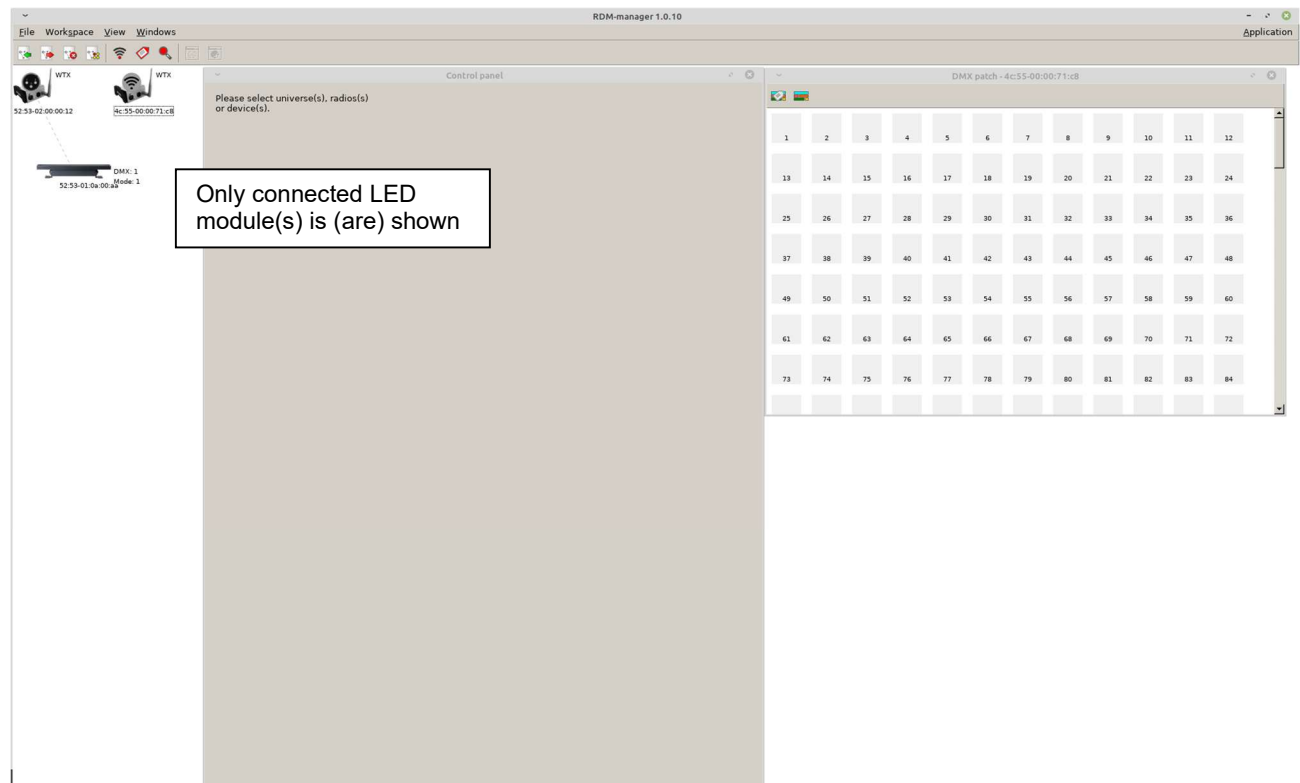 RDM-manager 1.0.10
File Workspace View Windows Application
WTX WTX
52:53-02:00:00:12 4c:55-00:00:71:c8
DMX: 1
Mode: 1
52:53-01:0a:00:aa
Control panel
Please select universe(s), radios(s)
or device(s).
Only connected LED
module(s) is (are) shown
DMX patch - 4c:55-00:00:71:c8
1 2 3 4 5 6 7 8 9 10 11 12
13 14 15 16 17 18 19 20 21 22 23 24
25 26 27 28 29 30 31 32 33 34 35 36
37 38 39 40 41 42 43 44 45 46 47 48
49 50 51 52 53 54 55 56 57 58 59 60
61 62 63 64 65 66 67 68 69 70 71 72
73 74 75 76 77 78 79 80 81 82 83 84